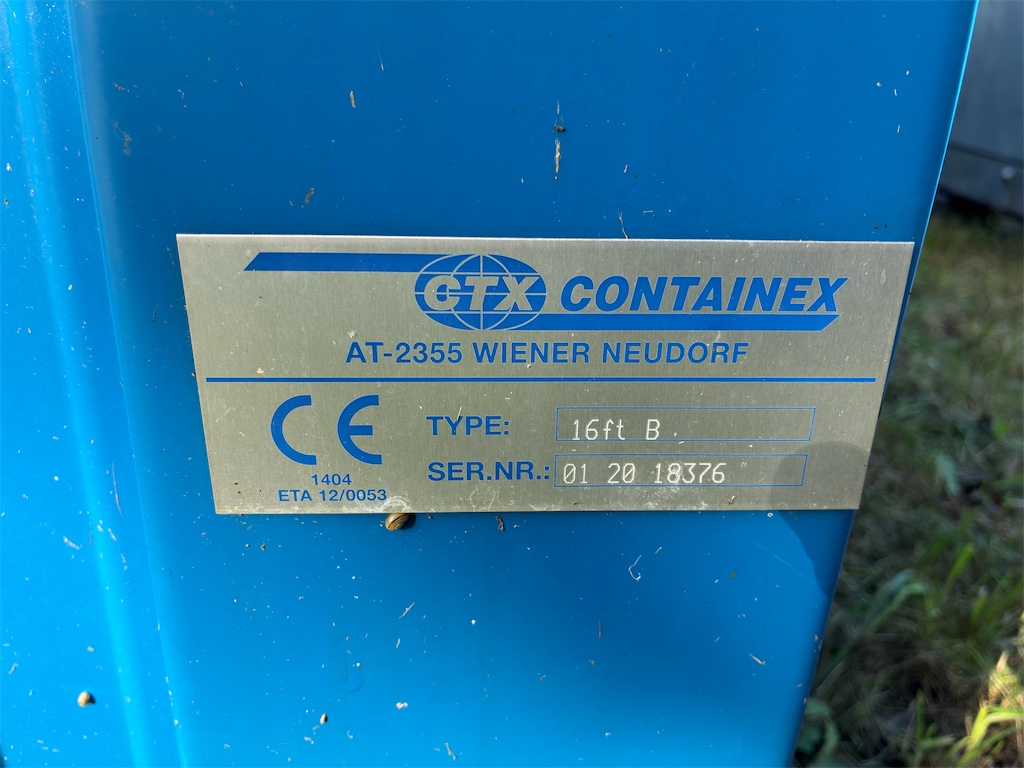 CTX CONTAINEX
AT-2355 WIENER NEUDORF
CE
1404
ETA 12/0053
TYPE: 16ft B
SER.NR.: 01 20 18376